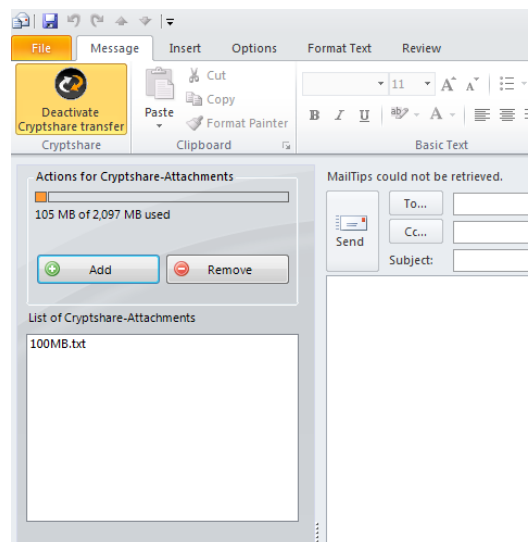 File Message Insert Options Format Text Review
Deactivate
Cryptshare transfer
Cryptshare
Paste
Cut
Copy
Format Painter
Clipboard
11 A A
B I U ab A
Basic Text
Actions for Cryptshare-Attachments
105 MB of 2,097 MB used
Add Remove
List of Cryptshare-Attachments
100MB.txt
MailTips could not be retrieved.
Send
To...
Cc...
Subject: